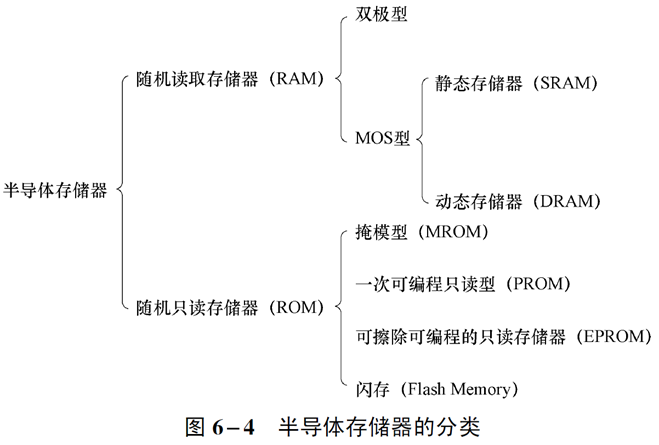 半导体存储器
随机读取存储器（RAM）
双极型
MOS型
静态存储器（SRAM）
动态存储器（DRAM）
随机只读存储器（ROM）
掩模型（MROM）
一次可编程只读型（PROM）
可擦除可编程的只读存储器（EPROM）
闪存（Flash Memory）
图 6－4 半导体存储器的分类